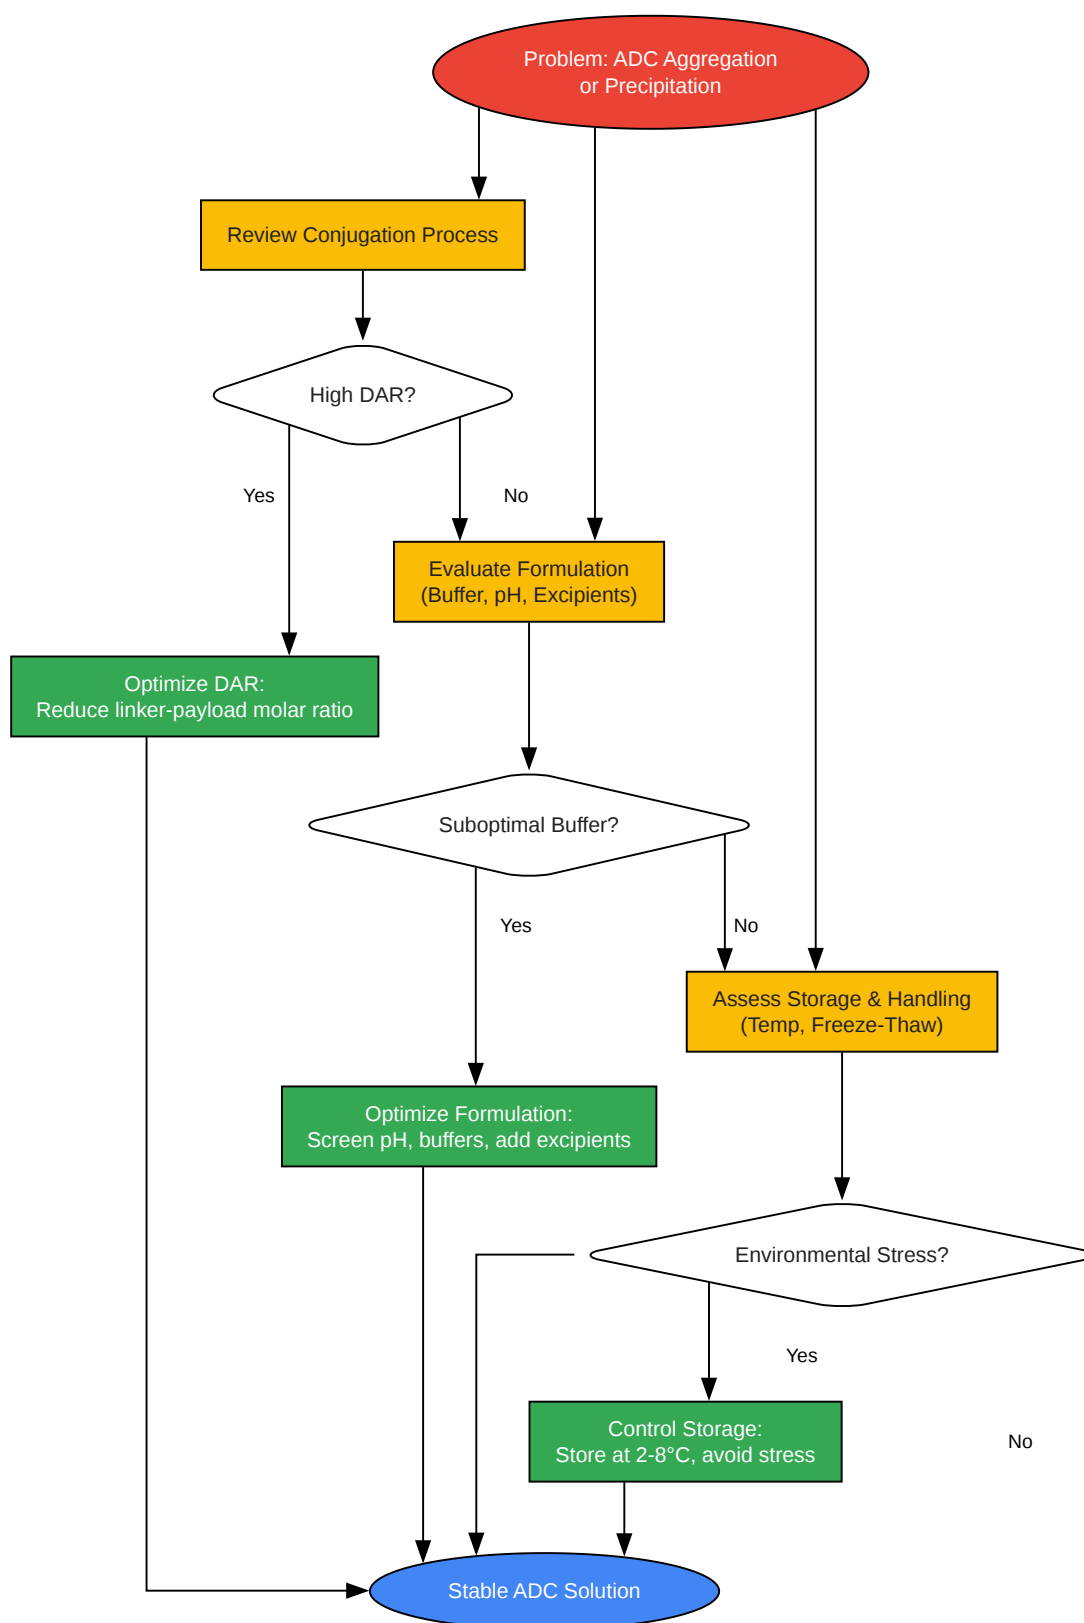 Problem: ADC Aggregation
or Precipitation
Review Conjugation Process
High DAR?
Yes
No
Evaluate Formulation
(Buffer, pH, Excipients)
Optimize DAR:
Reduce linker-payload molar ratio
Suboptimal Buffer?
Yes
No
Assess Storage & Handling
(Temp, Freeze-Thaw)
Optimize Formulation:
Screen pH, buffers, add excipients
Environmental Stress?
Yes
No
Control Storage:
Store at 2-8°C, avoid stress
Stable ADC Solution